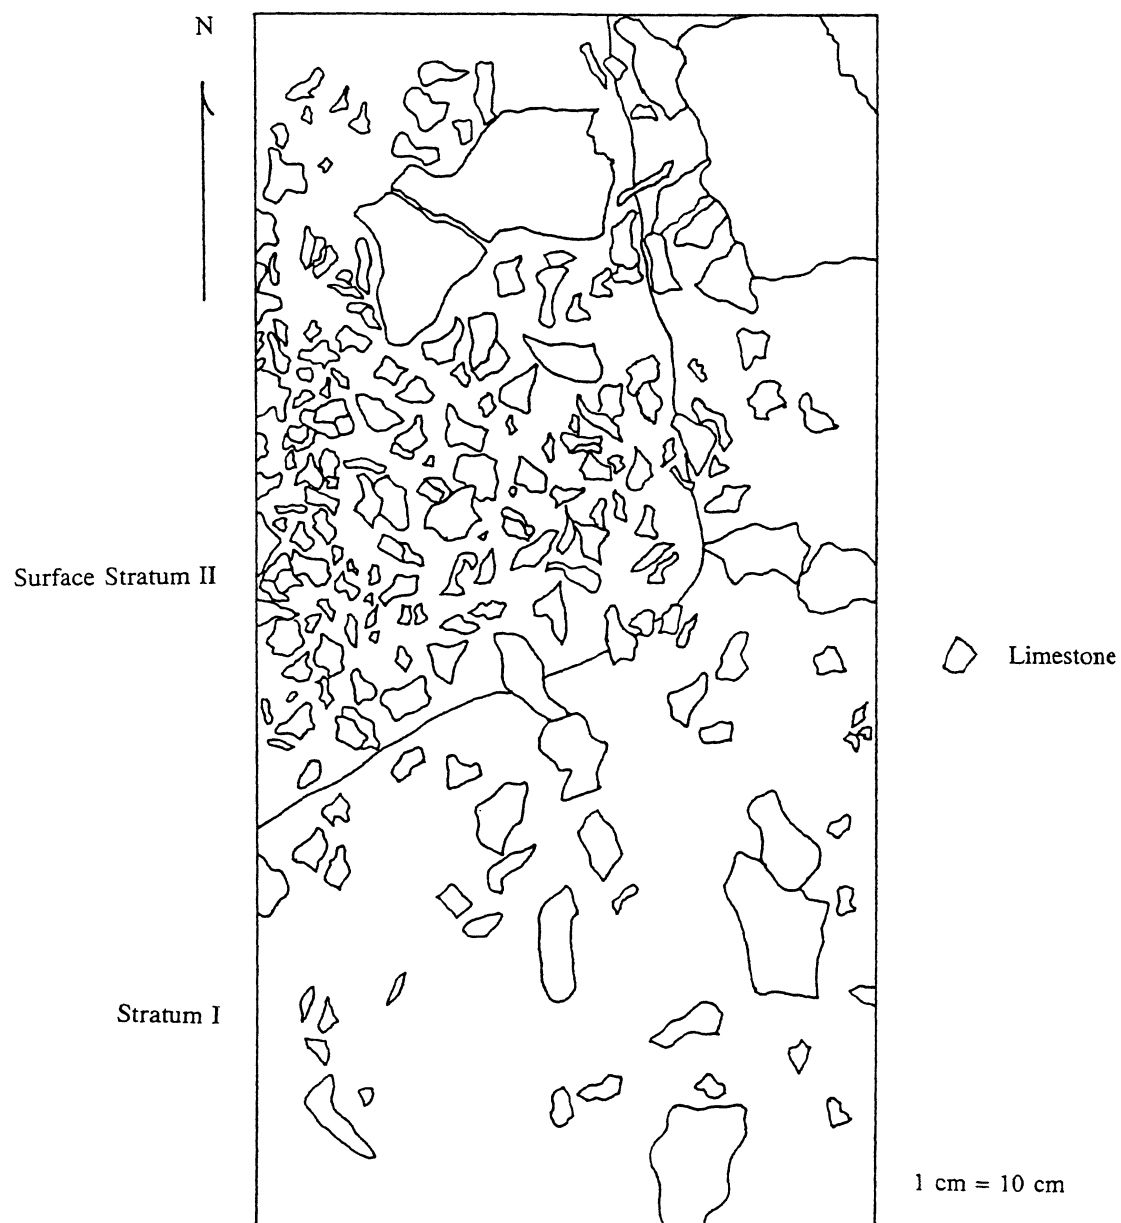 N
Surface Stratum II
Limestone
Stratum I
1 cm = 10 cm